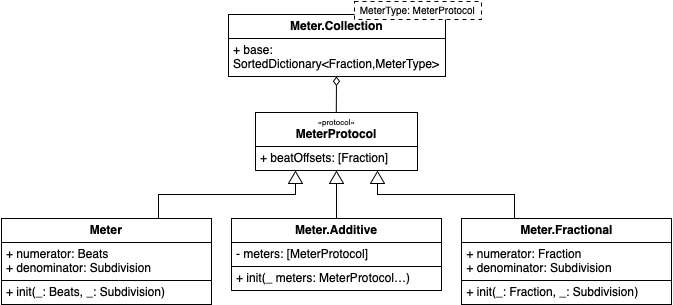 MeterType: MeterProtocol
Meter.Collection
+ base:
SortedDictionary<Fraction,MeterType>
«protocol»
MeterProtocol
+ beatOffsets: [Fraction]
Meter
+ numerator: Beats
+ denominator: Subdivision
+ init(_: Beats, _: Subdivision)
Meter.Additive
- meters: [MeterProtocol]
+ init(_ meters: MeterProtocol...)
Meter.Fractional
+ numerator: Fraction
+ denominator: Subdivision
+ init(_: Fraction, _: Subdivision)